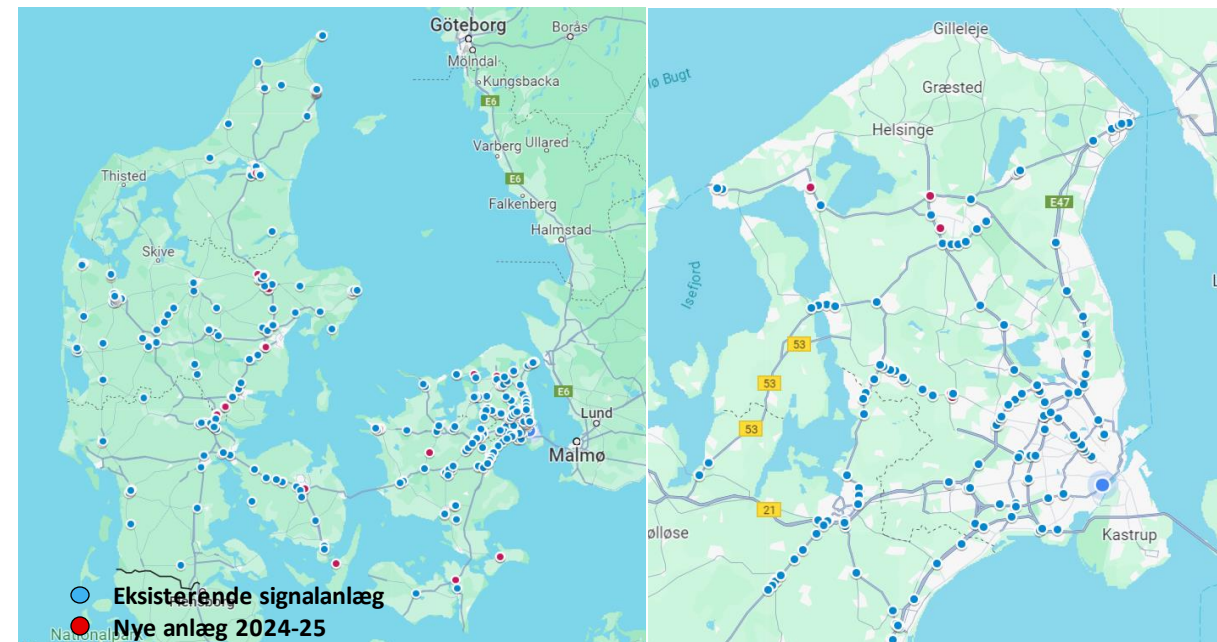 Göteborg
Borås
Mölndal
Kungsbacka
E6
Varberg
Ullared
E6
Falkenberg
Halmstad
Thisted
Skive
E6
Lund
Malmø
Flensborg
Eksisterende signalanlæg
Nye anlæg 2024-25
Gilleleje
Græsted
Helsinge
E47
Isefjord
53
53
53
21
Kastrup